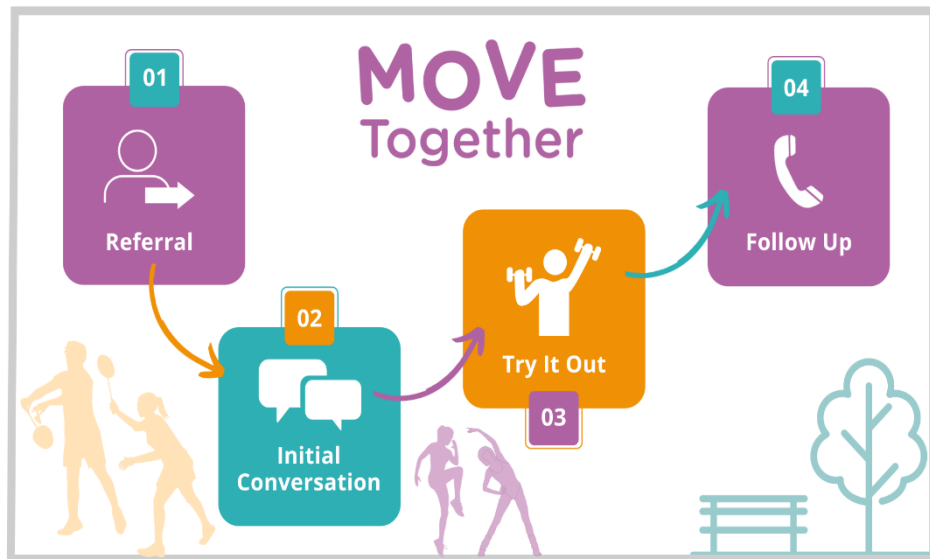 MOVE
Together
01
Referral
02
Initial
Conversation
Try It Out
03
04
Follow Up